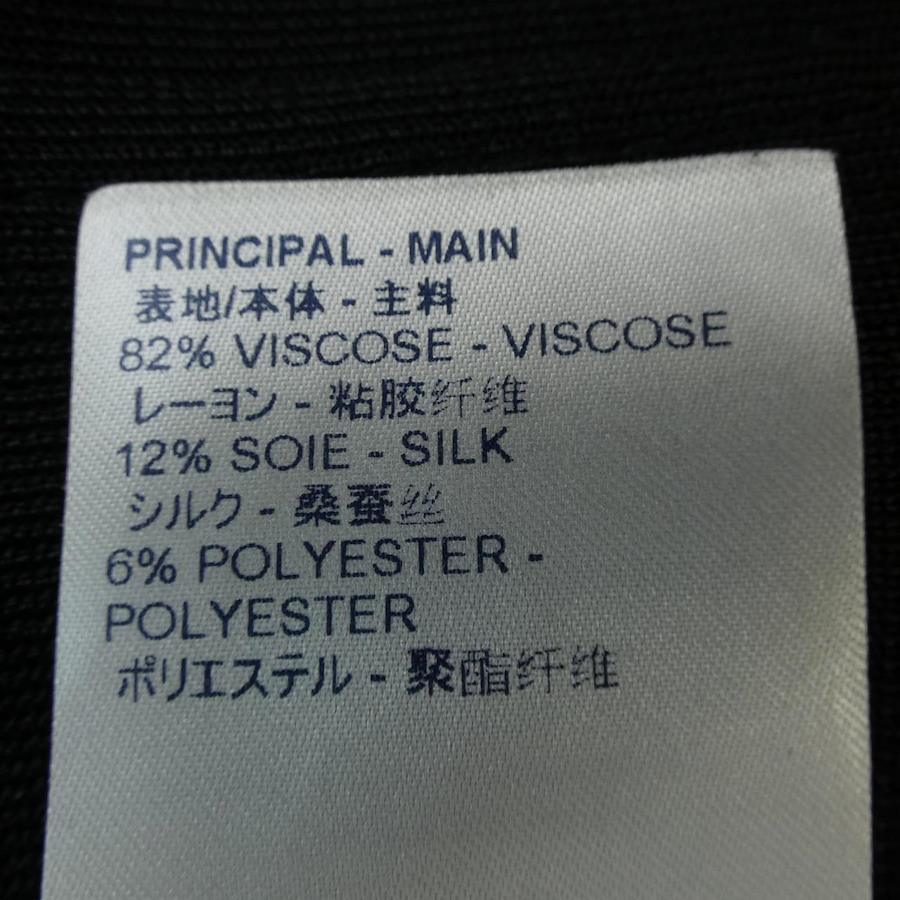 PRINCIPAL - MAIN
表地/本体 - 主料
82% VISCOSE - VISCOSE
レーヨン - 粘胶纤维
12% SOIE - SILK
シルク - 桑蚕丝
6% POLYESTER -
POLYESTER
ポリエステル - 聚酯纤维